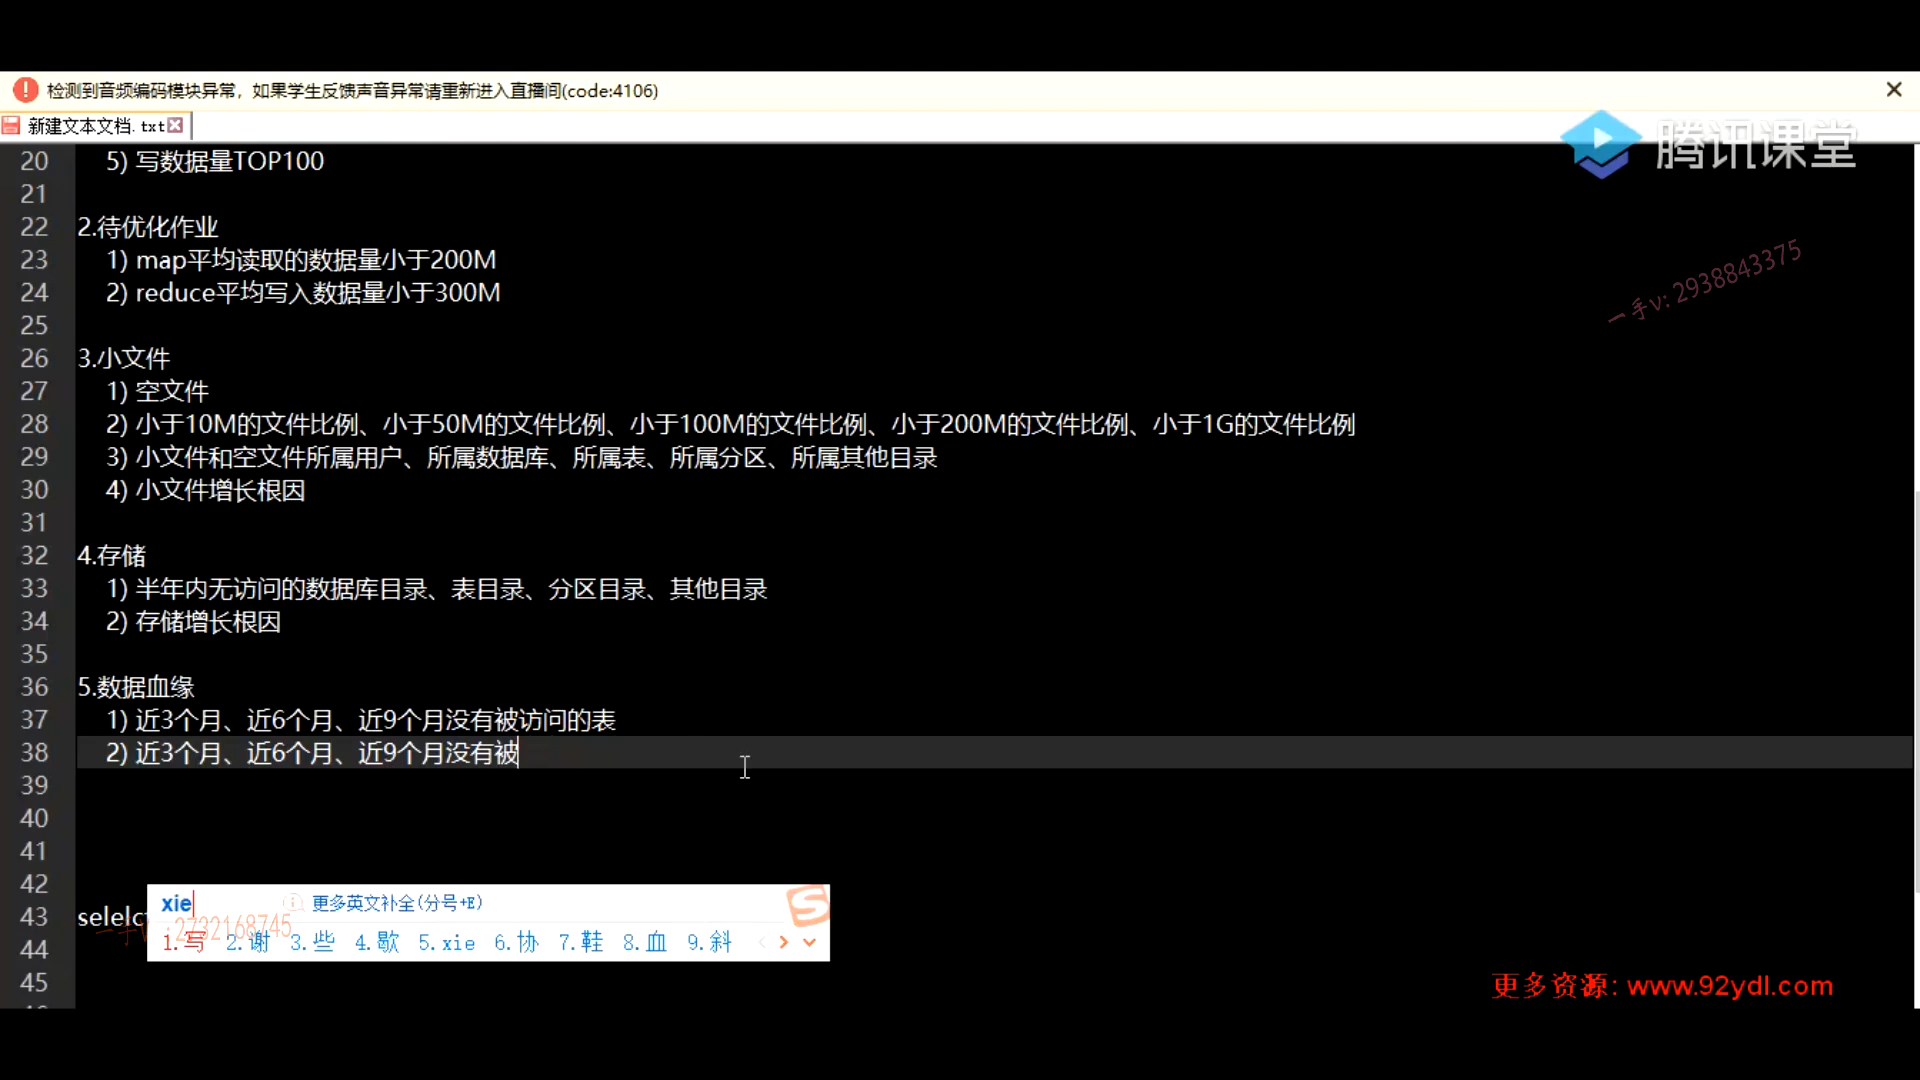 检测到音频编码模块异常，如果学生反馈声音异常请重新进入直播间(code:4106)
新建文本文档.txt
腾讯课堂
20 5) 写数据量TOP100
21
22 2.待优化作业
23 1) map平均读取的数据量小于200M
24 2) reduce平均写入数据量小于300M
一手v: 2938843375
25
26 3.小文件
27 1) 空文件
28 2) 小于10M的文件比例、小于50M的文件比例、小于100M的文件比例、小于200M的文件比例、小于1G的文件比例
29 3) 小文件和空文件所属用户、所属数据库、所属表、所属分区、所属其他目录
30 4) 小文件增长根因
31
32 4.存储
33 1) 半年内无访问的数据库目录、表目录、分区目录、其他目录
34 2) 存储增长根因
35
36 5.数据血缘
37 1) 近3个月、近6个月、近9个月没有被访问的表
38 2) 近3个月、近6个月、近9个月没有被
39
40
41
42
xie 更多英文补全(分号+E)
43 selelc
一手v: 2732168745
1.写 2.谢 3.些 4.歇 5.xie 6.协 7.鞋 8.血 9.斜
44
45
更多资源: www.92ydl.com